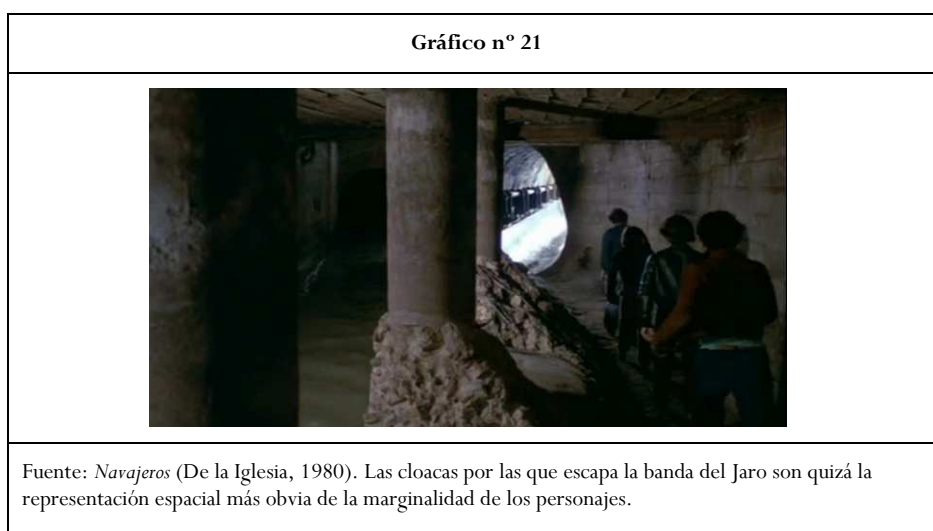 Gráfico nº 21
Fuente: Navajeros (De la Iglesia, 1980). Las cloacas por las que escapa la banda del Jaro son quizá la
representación espacial más obvia de la marginalidad de los personajes.